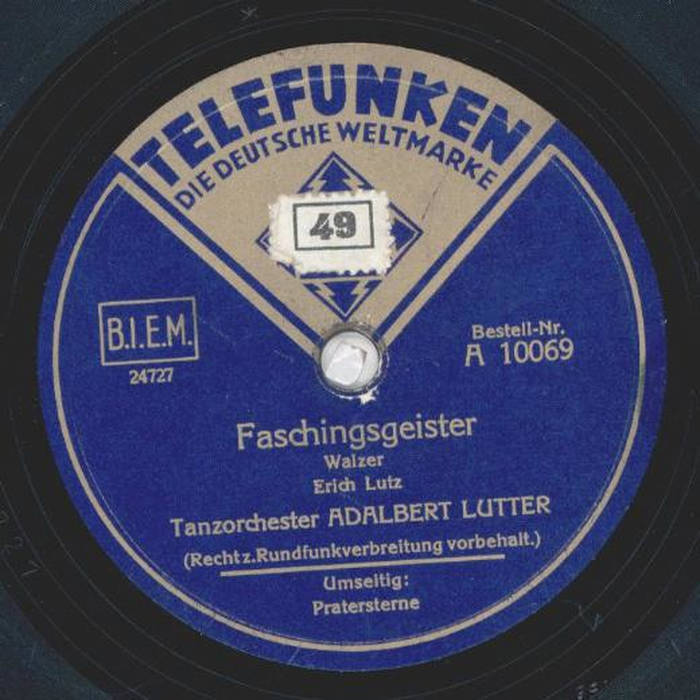 TELEFUNKEN
DIE DEUTSCHE WELTMARKE
49
B.I.E.M.
24727
Bestell-Nr.
A 10069
Faschingsgeister
Walzer
Erich Lutz
Tanzorchester ADALBERT LUTTER
(Recht z.Rundfunkverbreitung vorbehalt.)
Umseitig:
Pratersterne